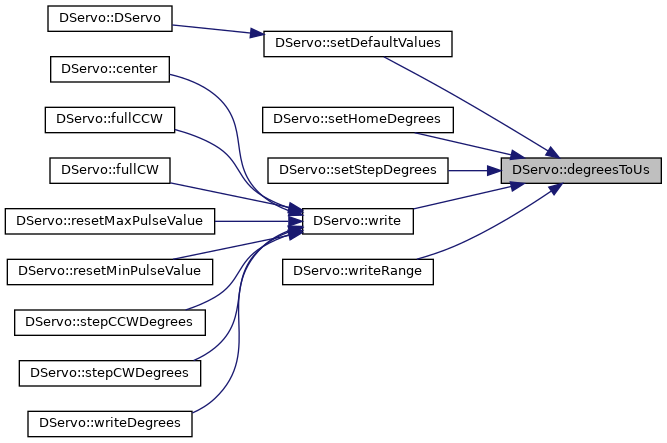 DServo::DServo
DServo::setDefaultValues
DServo::center
DServo::fullCCW
DServo::setHomeDegrees
DServo::fullCW
DServo::setStepDegrees
DServo::degreesToUs
DServo::resetMaxPulseValue
DServo::write
DServo::resetMinPulseValue
DServo::writeRange
DServo::stepCCWDegrees
DServo::stepCWDegrees
DServo::writeDegrees